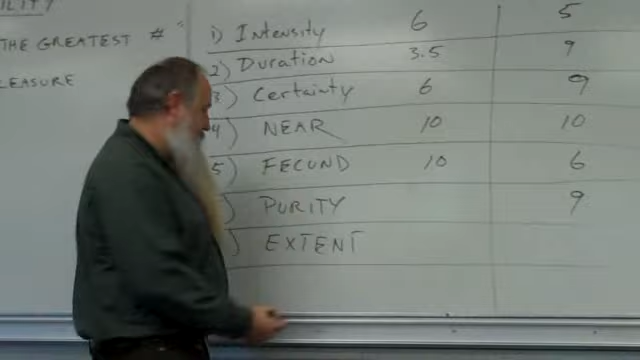 ILITY
THE GREATEST #
LEASURE
1) Intensity 6 5
2) Duration 3.5 9
3) Certainty 6 9
4) NEAR 10 10
5) FECUND 10 6
) PURITY 9
) EXTENT